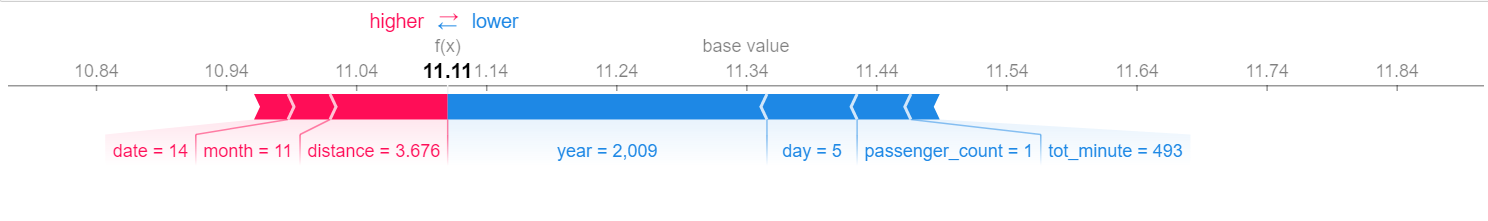 higher ⇄ lower
f(x) base value
10.84 10.94 11.04 11.11 11.14 11.24 11.34 11.44 11.54 11.64 11.74 11.84
date = 14 month = 11 distance = 3.676 year = 2,009 day = 5 passenger_count = 1 tot_minute = 493